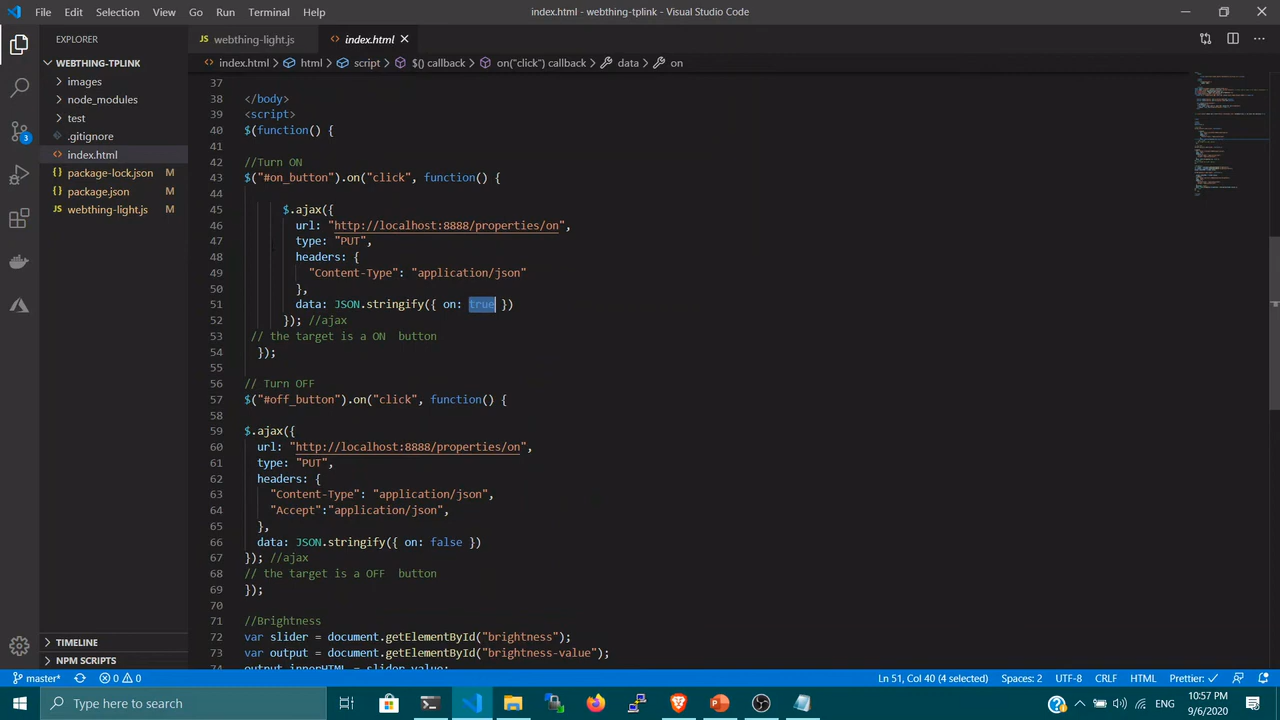 File Edit Selection View Go Run Terminal Help
index.html - webthing-tplink - Visual Studio Code
EXPLORER
webthing-light.js
index.html
WEBTHING-TPLINK
index.html > html > script > $() callback > on("click") callback > data > on
images
node_modules
test
.gitignore
index.html
package-lock.json M
package.json M
webthing-light.js M
3
37
38 </body>
39 <script>
40 $(function() {
41
42 //Turn ON
43 $("#on_button").on("click", function() {
44
45 $.ajax({
46 url: "http://localhost:8888/properties/on",
47 type: "PUT",
48 headers: {
49 "Content-Type": "application/json"
50 },
51 data: JSON.stringify({ on: true })
52 }); //ajax
53 // the target is a ON  button
54 });
55
56 // Turn OFF
57 $("#off_button").on("click", function() {
58
59 $.ajax({
60 url: "http://localhost:8888/properties/on",
61 type: "PUT",
62 headers: {
63 "Content-Type": "application/json",
64 "Accept":"application/json",
65 },
66 data: JSON.stringify({ on: false })
67 }); //ajax
68 // the target is a OFF  button
69 });
70
71 //Brightness
72 var slider = document.getElementById("brightness");
73 var output = document.getElementById("brightness-value");
74 output.innerHTML = slider.value;
TIMELINE
NPM SCRIPTS
master* 0 0
Ln 51, Col 40 (4 selected) Spaces: 2 UTF-8 CRLF HTML Prettier: ✓
Type here to search
ENG
10:57 PM
9/6/2020